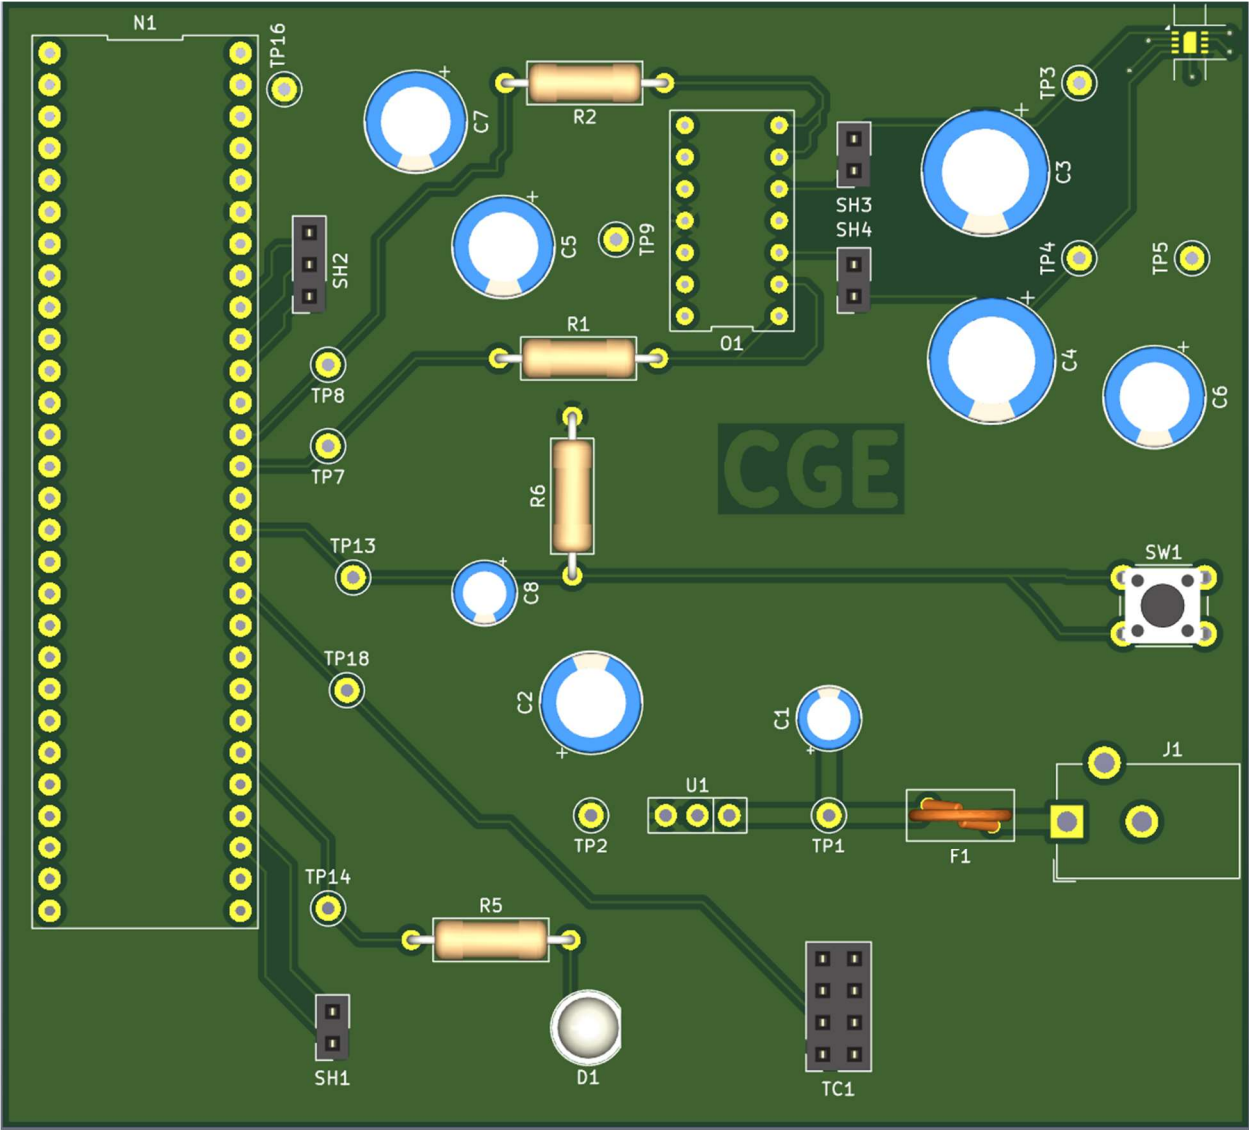 N1
TP16
C7
R2
TP3
C3
SH3
SH4
SH2
C5
TP9
TP4
TP5
R1
O1
C4
C6
TP8
TP7
CGE
R6
TP13
C8
SW1
TP18
C2
C1
J1
U1
TP2
TP1
F1
TP14
R5
SH1
D1
TC1